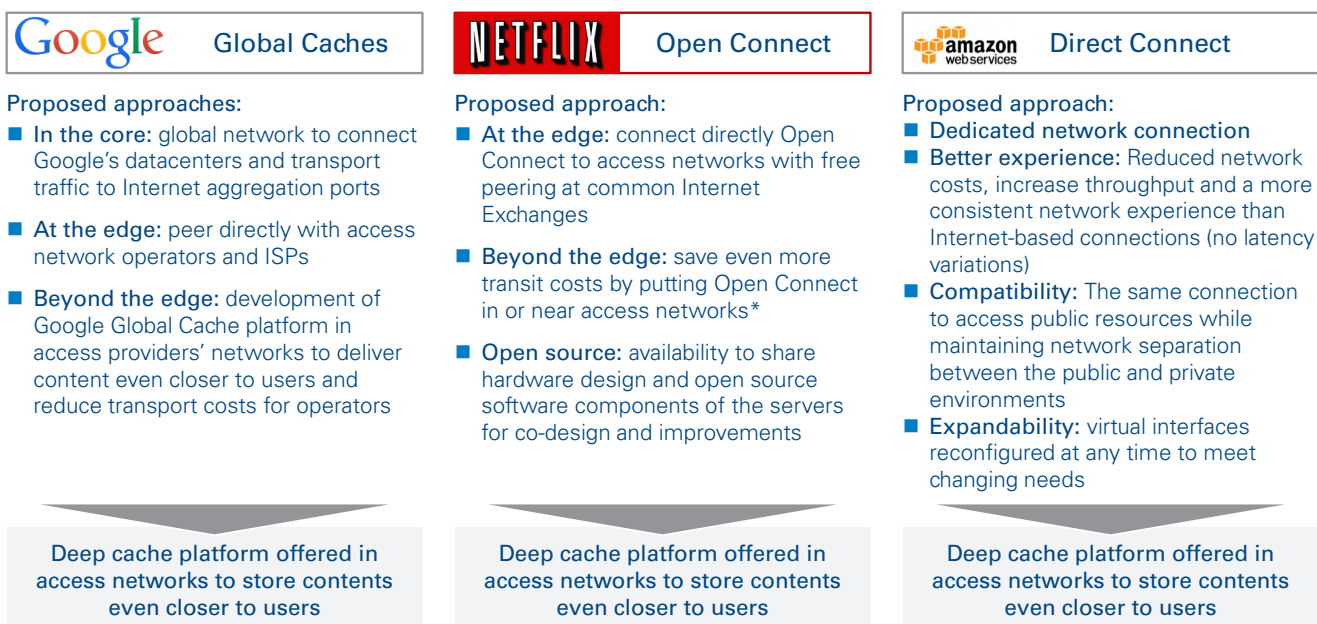 Google Global Caches
Proposed approaches:
■ In the core: global network to connect
Google's datacenters and transport
traffic to Internet aggregation ports
■ At the edge: peer directly with access
network operators and ISPs
■ Beyond the edge: development of
Google Global Cache platform in
access providers' networks to deliver
content even closer to users and
reduce transport costs for operators
Deep cache platform offered in
access networks to store contents
even closer to users
NETFLIX Open Connect
Proposed approach:
■ At the edge: connect directly Open
Connect to access networks with free
peering at common Internet
Exchanges
■ Beyond the edge: save even more
transit costs by putting Open Connect
in or near access networks*
■ Open source: availability to share
hardware design and open source
software components of the servers
for co-design and improvements
Deep cache platform offered in
access networks to store contents
even closer to users
amazon
webservices
Direct Connect
Proposed approach:
■ Dedicated network connection
■ Better experience: Reduced network
costs, increase throughput and a more
consistent network experience than
Internet-based connections (no latency
variations)
■ Compatibility: The same connection
to access public resources while
maintaining network separation
between the public and private
environments
■ Expandability: virtual interfaces
reconfigured at any time to meet
changing needs
Deep cache platform offered in
access networks to store contents
even closer to users